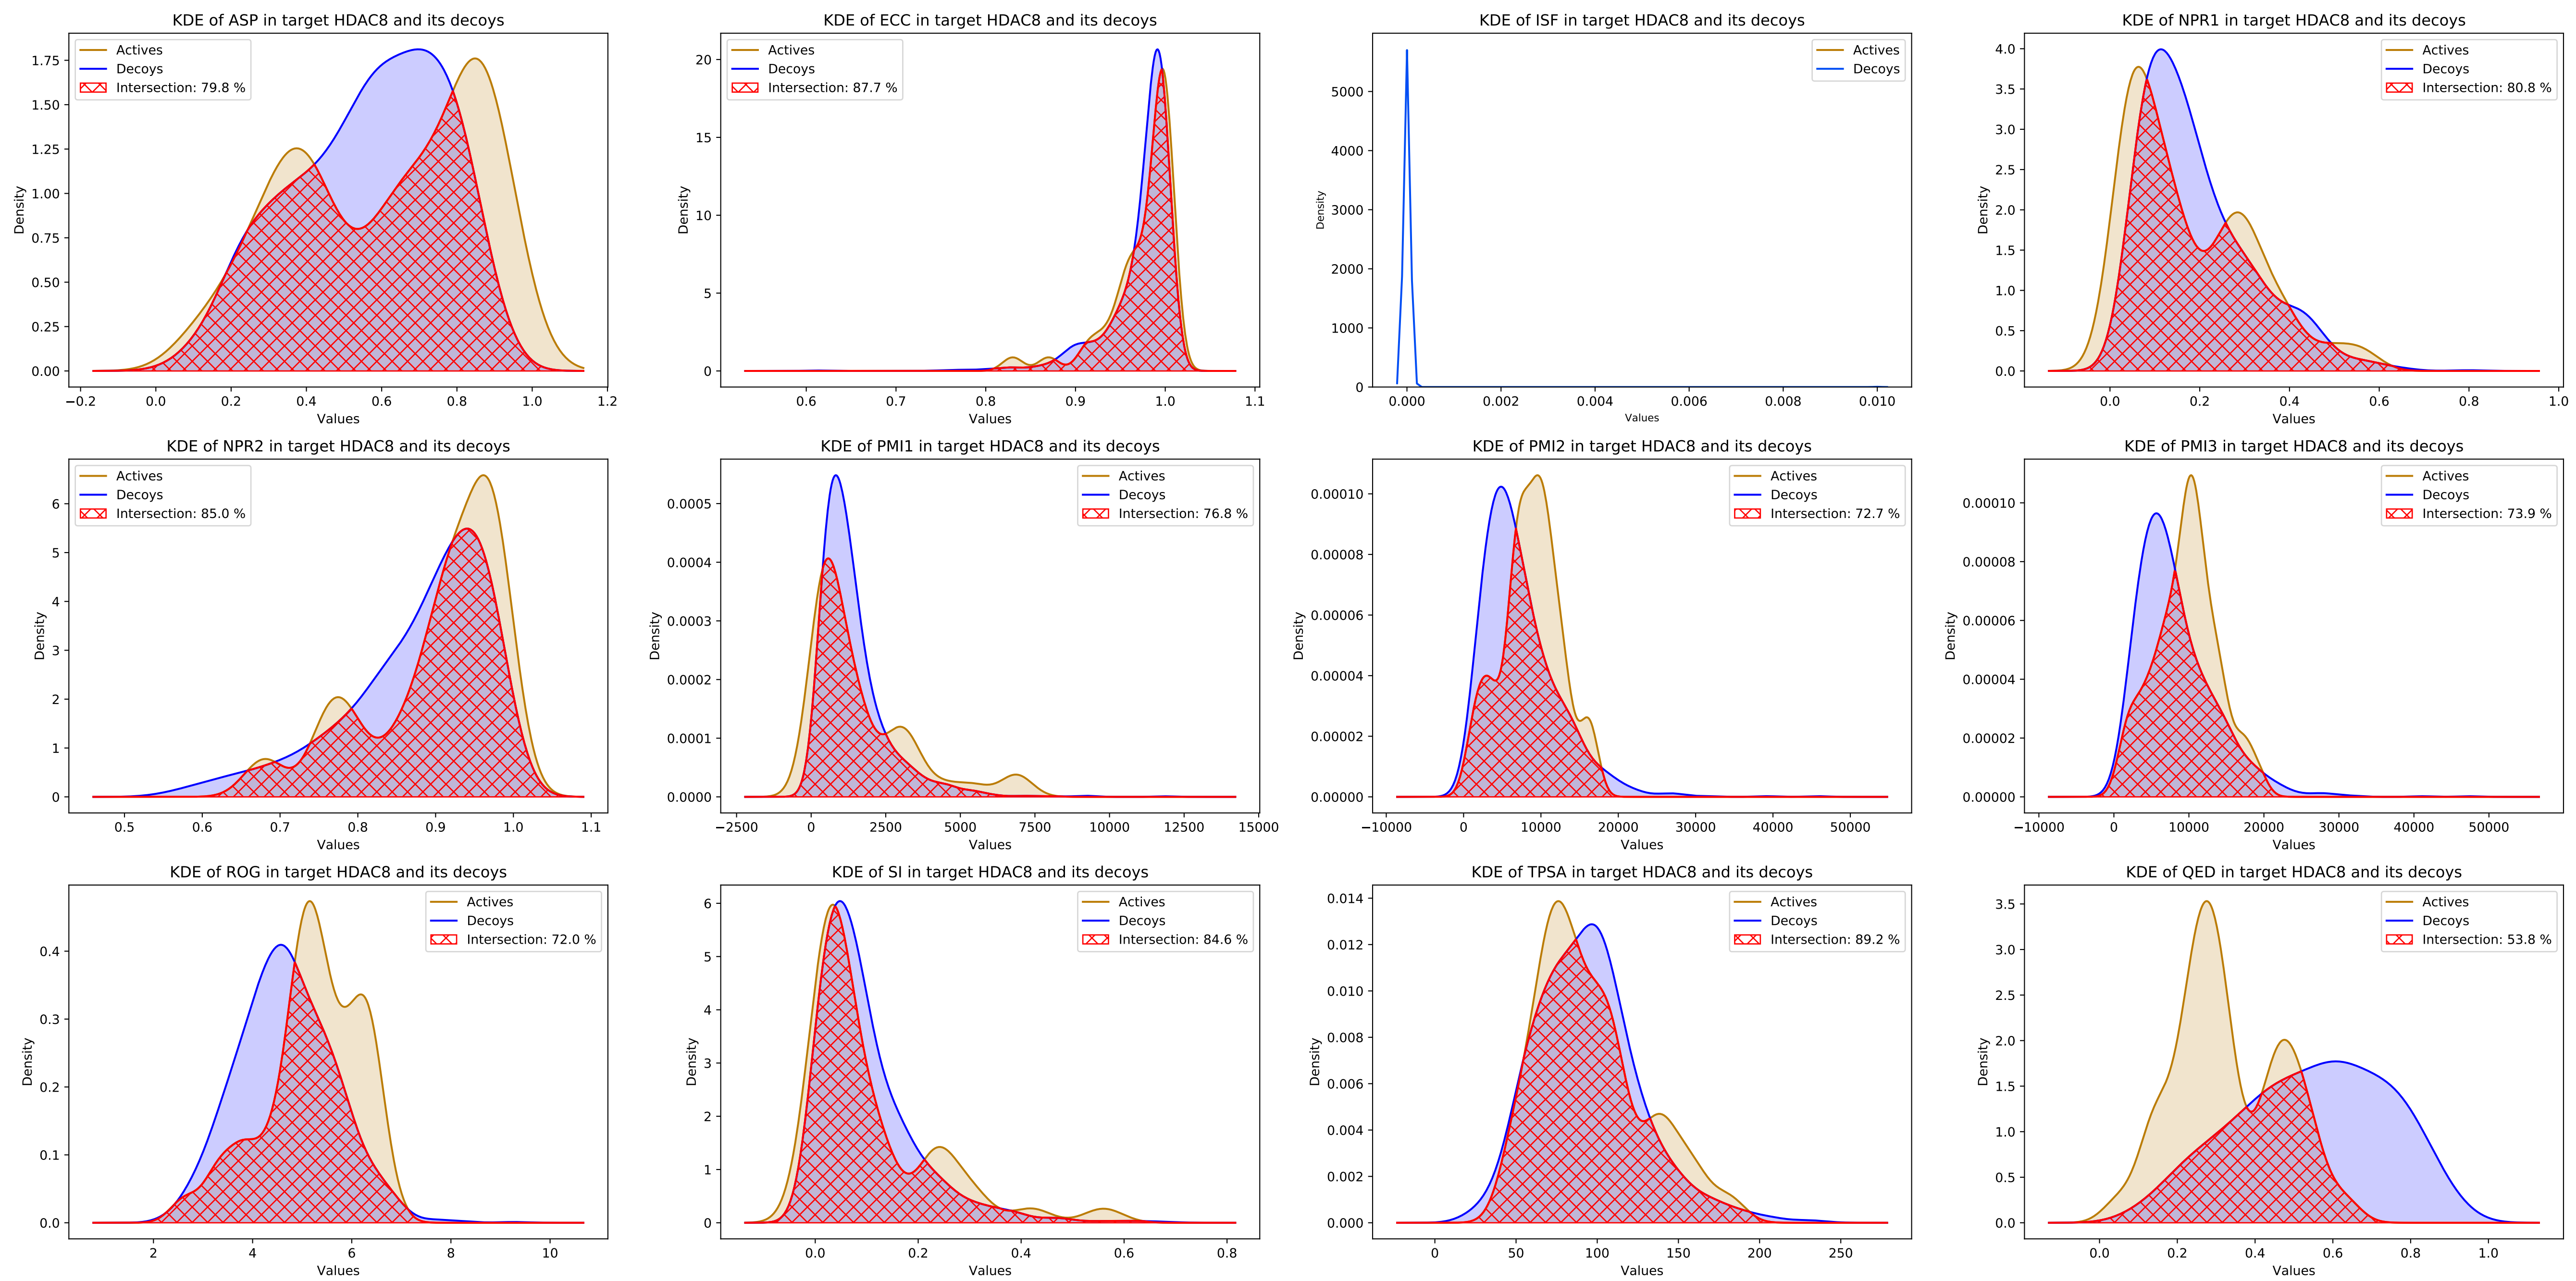 KDE of ASP in target HDAC8 and its decoys
Actives
Decoys
Intersection: 79.8 %
Density
1.75
1.50
1.25
1.00
0.75
0.50
0.25
0.00
−0.2 0.0 0.2 0.4 0.6 0.8 1.0 1.2
Values
KDE of ECC in target HDAC8 and its decoys
Actives
Decoys
Intersection: 87.7 %
Density
20
15
10
5
0
0.6 0.7 0.8 0.9 1.0 1.1
Values
KDE of ISF in target HDAC8 and its decoys
Actives
Decoys
Density
5000
4000
3000
2000
1000
0
0.000 0.002 0.004 0.006 0.008 0.010
Values
KDE of NPR1 in target HDAC8 and its decoys
Actives
Decoys
Intersection: 80.8 %
Density
4.0
3.5
3.0
2.5
2.0
1.5
1.0
0.5
0.0
0.0 0.2 0.4 0.6 0.8 1.0
Values
KDE of NPR2 in target HDAC8 and its decoys
Actives
Decoys
Intersection: 85.0 %
Density
6
5
4
3
2
1
0
0.5 0.6 0.7 0.8 0.9 1.0 1.1
Values
KDE of PMI1 in target HDAC8 and its decoys
Actives
Decoys
Intersection: 76.8 %
Density
0.0005
0.0004
0.0003
0.0002
0.0001
0.0000
−2500 0 2500 5000 7500 10000 12500 15000
Values
KDE of PMI2 in target HDAC8 and its decoys
Actives
Decoys
Intersection: 72.7 %
Density
0.00010
0.00008
0.00006
0.00004
0.00002
0.00000
−10000 0 10000 20000 30000 40000 50000
Values
KDE of PMI3 in target HDAC8 and its decoys
Actives
Decoys
Intersection: 73.9 %
Density
0.00010
0.00008
0.00006
0.00004
0.00002
0.00000
−10000 0 10000 20000 30000 40000 50000
Values
KDE of ROG in target HDAC8 and its decoys
Actives
Decoys
Intersection: 72.0 %
Density
0.4
0.3
0.2
0.1
0.0
2 4 6 8 10
Values
KDE of SI in target HDAC8 and its decoys
Actives
Decoys
Intersection: 84.6 %
Density
6
5
4
3
2
1
0
0.0 0.2 0.4 0.6 0.8
Values
KDE of TPSA in target HDAC8 and its decoys
Actives
Decoys
Intersection: 89.2 %
Density
0.014
0.012
0.010
0.008
0.006
0.004
0.002
0.000
0 50 100 150 200 250
Values
KDE of QED in target HDAC8 and its decoys
Actives
Decoys
Intersection: 53.8 %
Density
3.5
3.0
2.5
2.0
1.5
1.0
0.5
0.0
0.0 0.2 0.4 0.6 0.8 1.0
Values